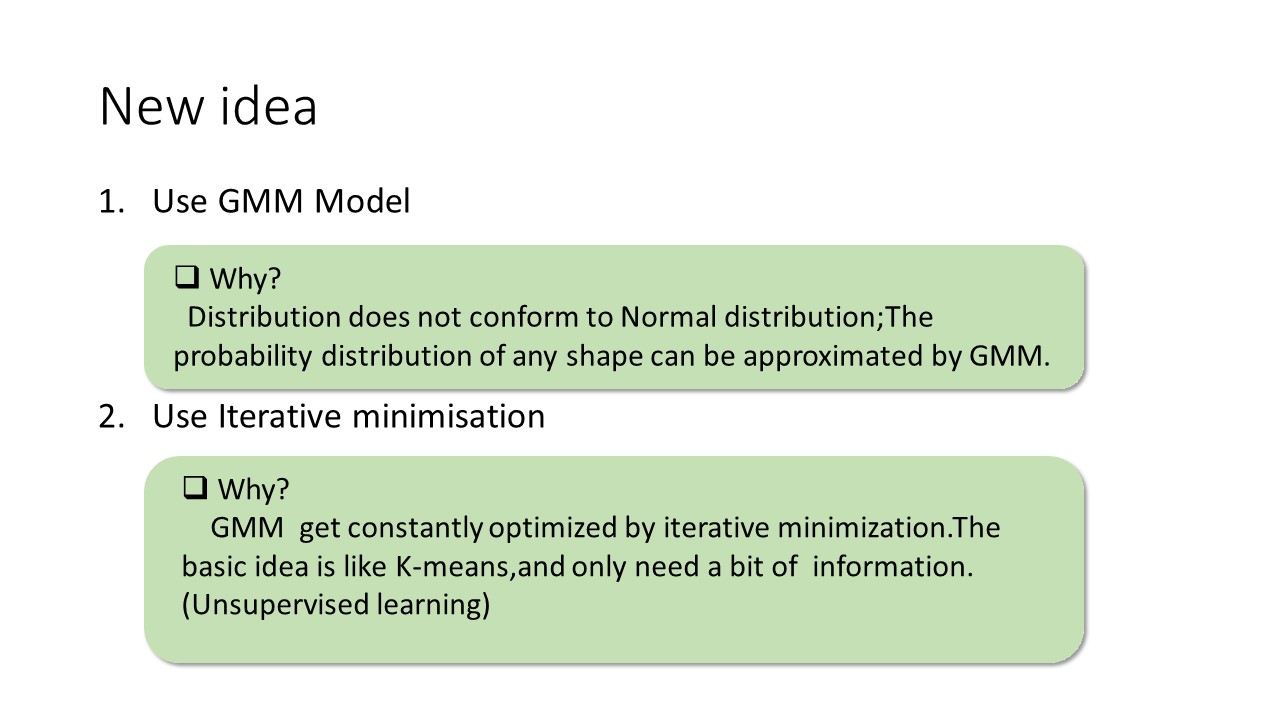 New idea
1. Use GMM Model
❑ Why?
Distribution does not conform to Normal distribution;The
probability distribution of any shape can be approximated by GMM.
2. Use Iterative minimisation
❑ Why?
GMM  get constantly optimized by iterative minimization.The
basic idea is like K-means,and only need a bit of  information.
(Unsupervised learning)